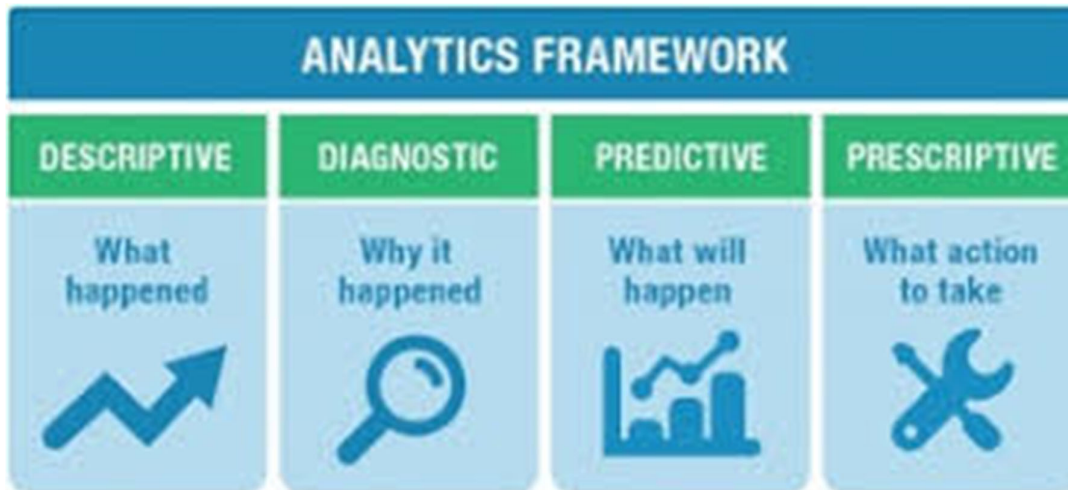 ANALYTICS FRAMEWORK
DESCRIPTIVE
What
happened
DIAGNOSTIC
Why it
happened
PREDICTIVE
What will
happen
PRESCRIPTIVE
What action
to take